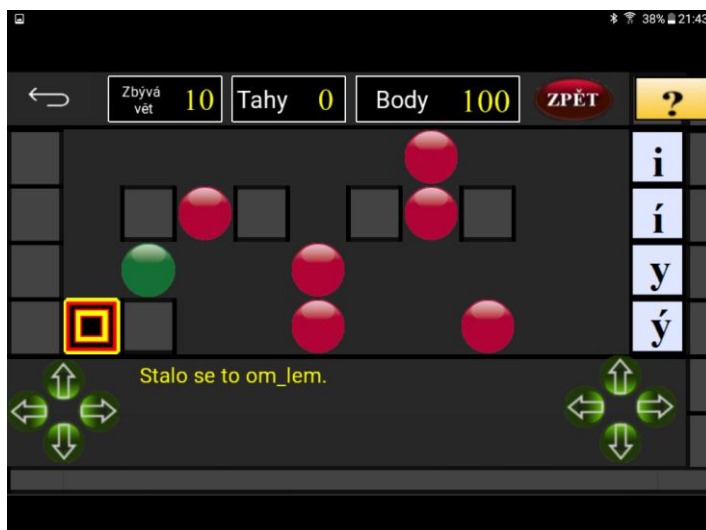 38% 21:43
Zbývá vět 10 Tahy 0 Body 100 ZPĚT ?
i
í
y
ý
Stalo se to om_lem.